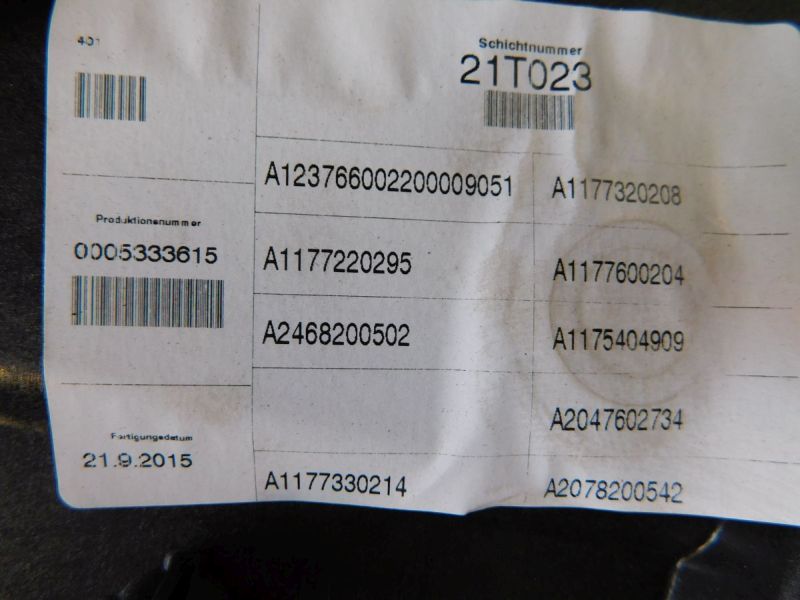 401
Schichtnummer
21T023
A123766002200009051
A1177320208
Produktionsnummer
0005333615
A1177220295
A1177600204
A2468200502
A1175404909
A2047602734
Fertigungsdatum
21.9.2015
A1177330214
A2078200542